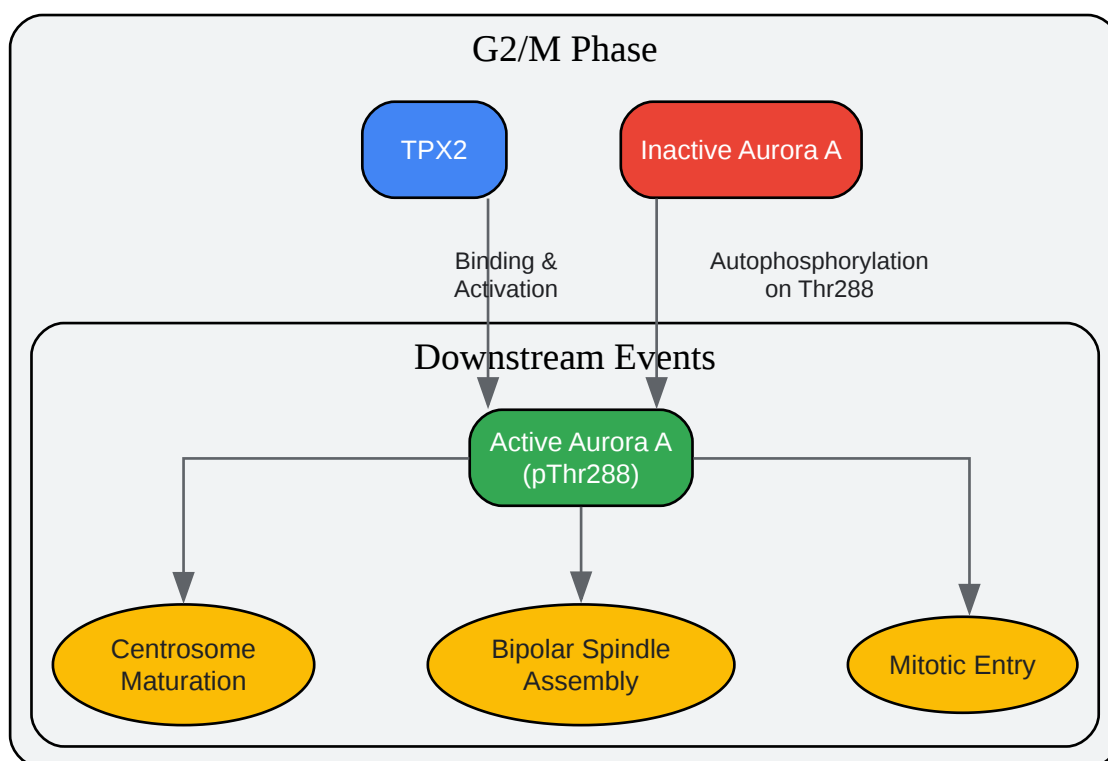 G2/M Phase
TPX2
Inactive Aurora A
Binding &
Activation
Autophosphorylation
on Thr288
Downstream Events
Active Aurora A
(pThr288)
Centrosome
Maturation
Bipolar Spindle
Assembly
Mitotic Entry